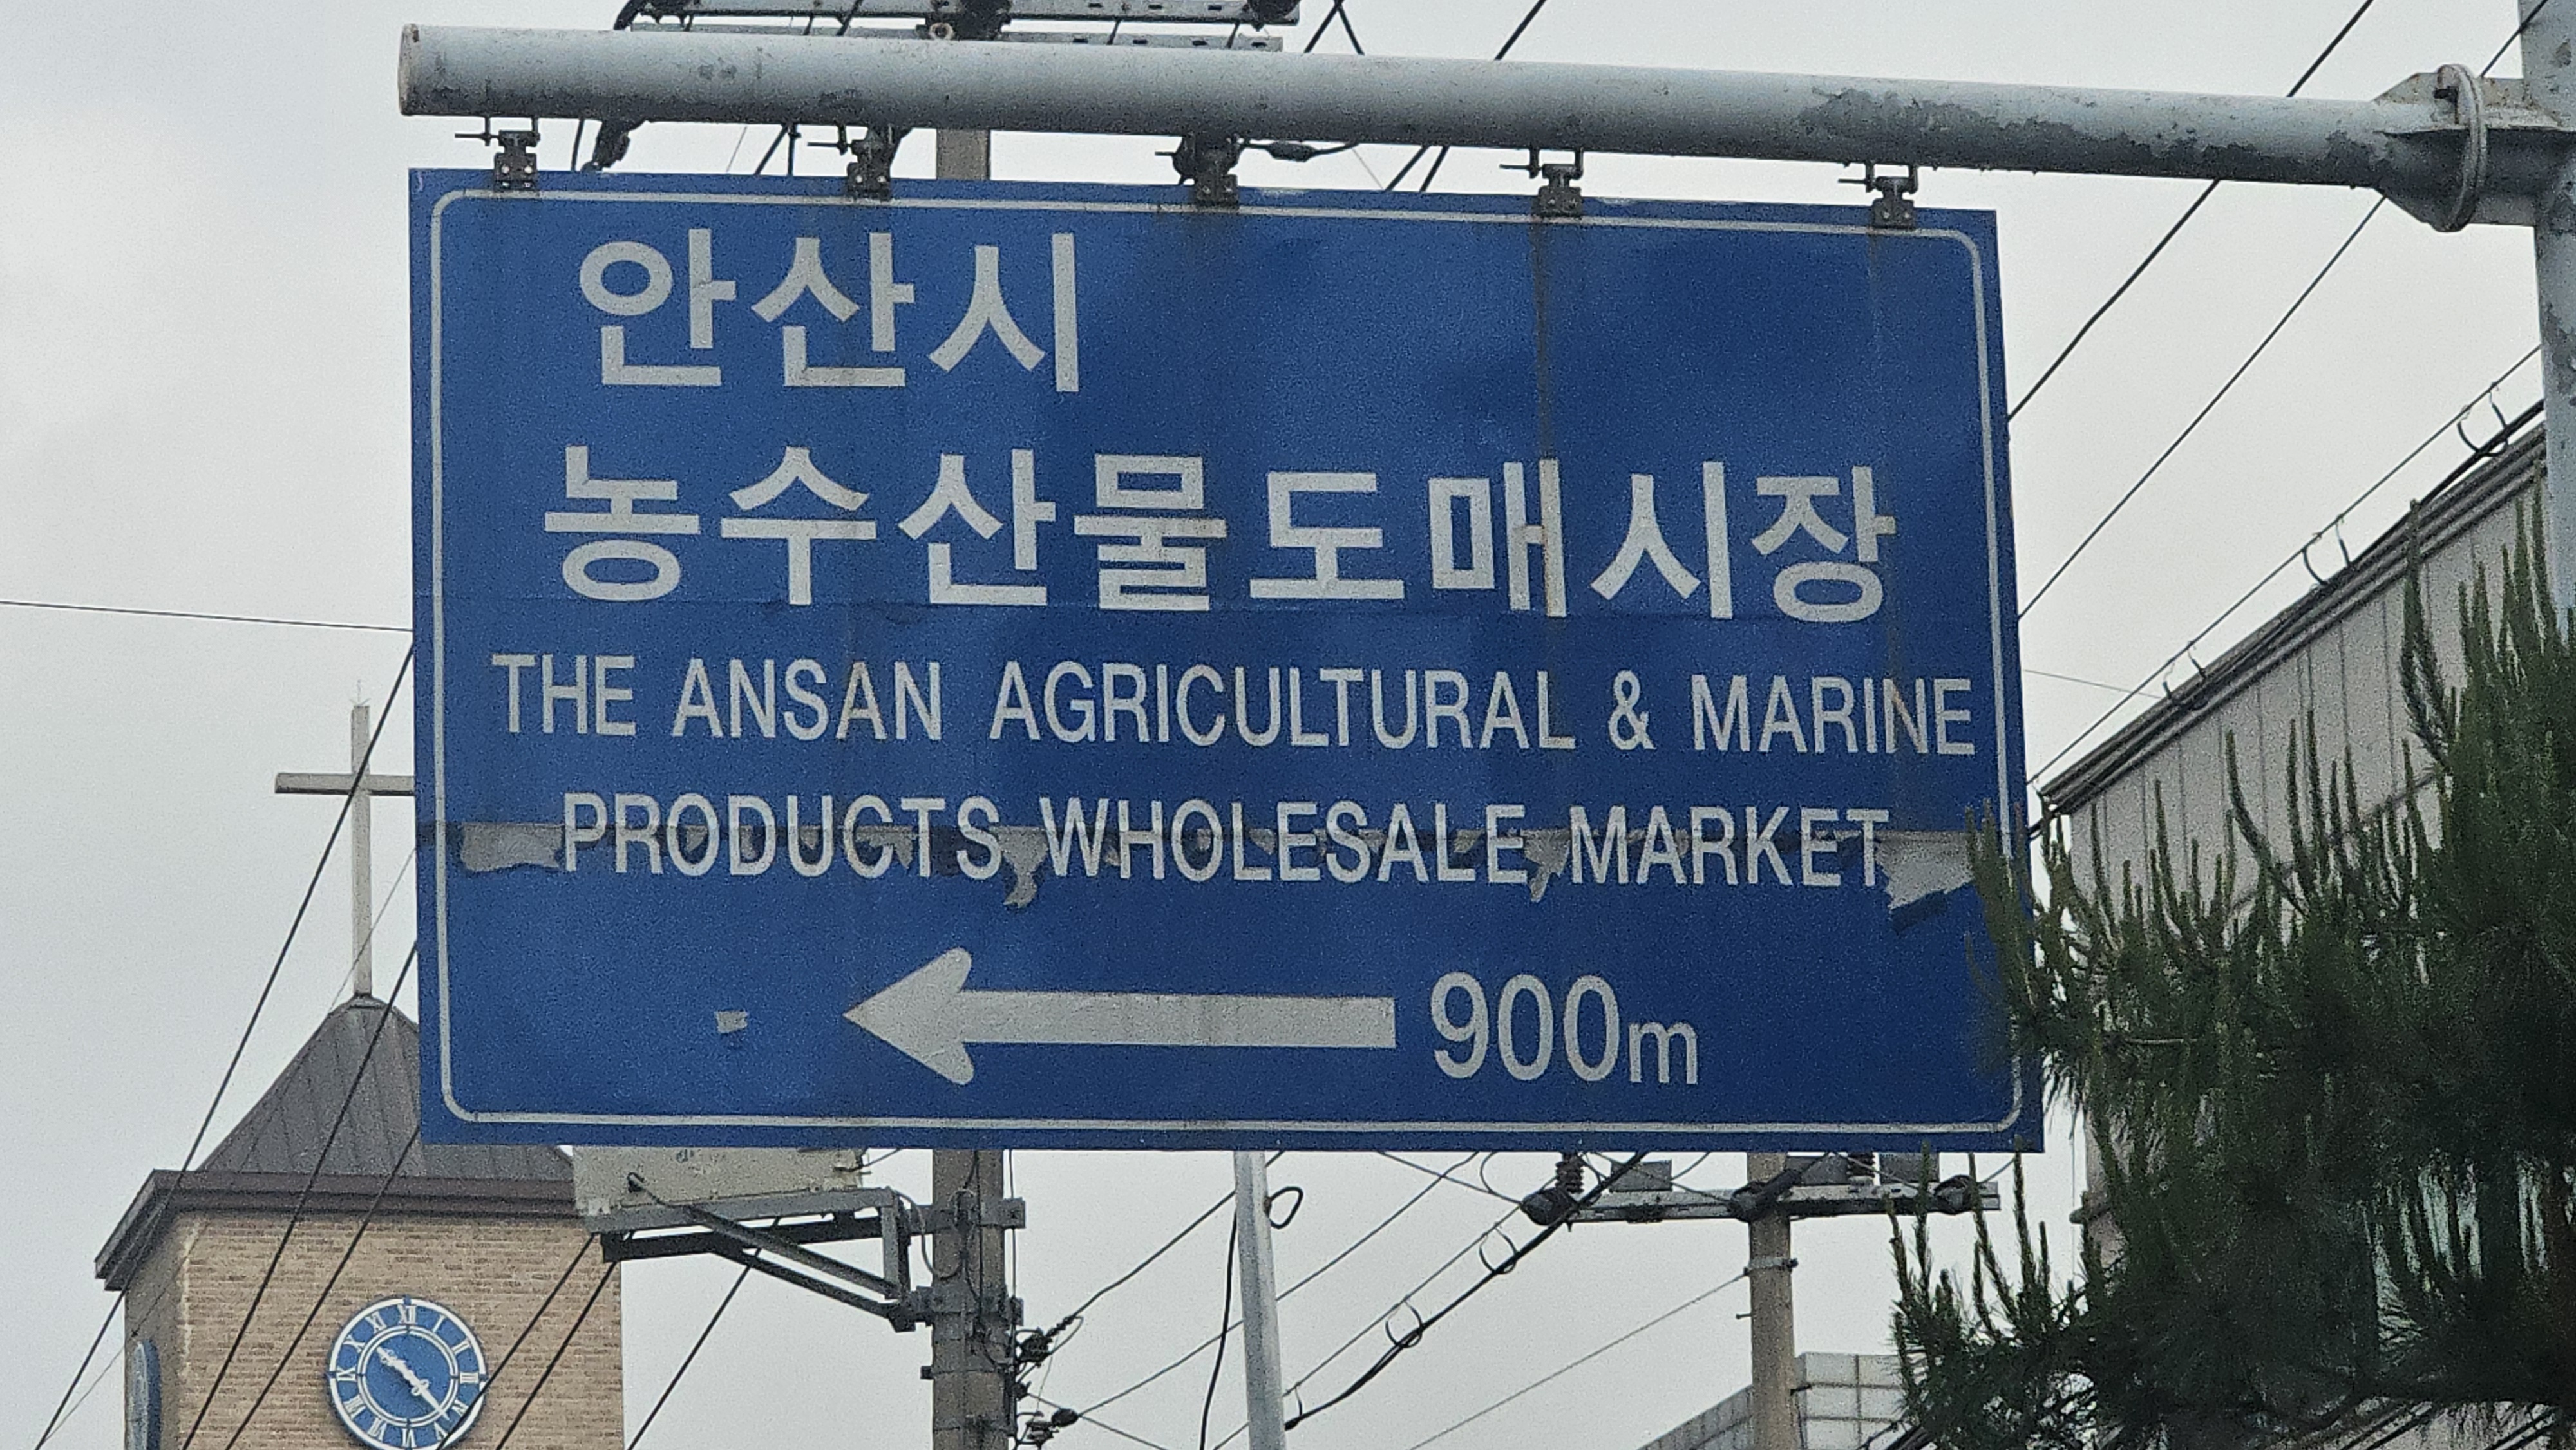 안산시
농수산물도매시장
THE ANSAN AGRICULTURAL & MARINE
PRODUCTS WHOLESALE MARKET
900m